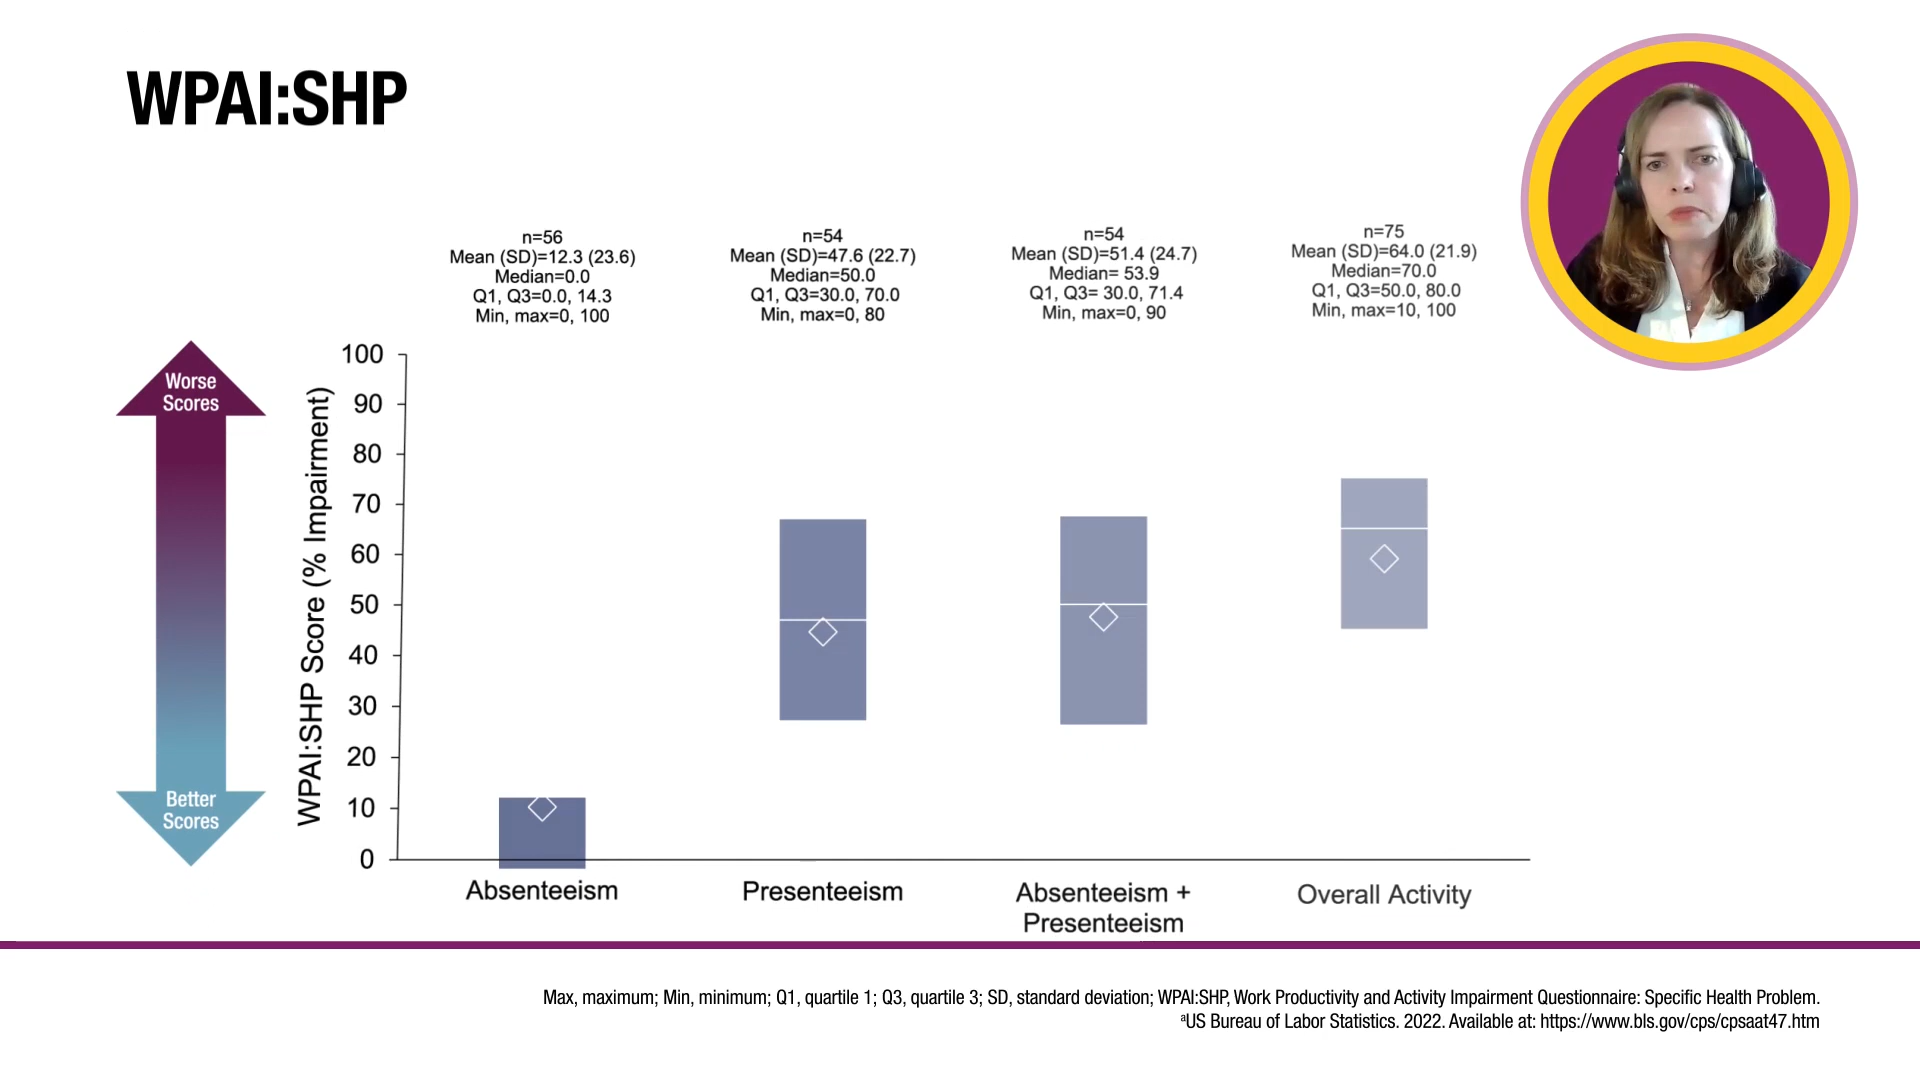 WPAI:SHP
n=56
Mean (SD)=12.3 (23.6)
Median=0.0
Q1, Q3=0.0, 14.3
Min, max=0, 100
n=54
Mean (SD)=47.6 (22.7)
Median=50.0
Q1, Q3=30.0, 70.0
Min, max=0, 80
n=54
Mean (SD)=51.4 (24.7)
Median= 53.9
Q1, Q3= 30.0, 71.4
Min, max=0, 90
n=75
Mean (SD)=64.0 (21.9)
Median=70.0
Q1, Q3=50.0, 80.0
Min, max=10, 100
Worse
Scores
Better
Scores
WPAI:SHP Score (% Impairment)
100
90
80
70
60
50
40
30
20
10
0
Absenteeism
Presenteeism
Absenteeism +
Presenteeism
Overall Activity
Max, maximum; Min, minimum; Q1, quartile 1; Q3, quartile 3; SD, standard deviation; WPAI:SHP, Work Productivity and Activity Impairment Questionnaire: Specific Health Problem.
ᵃUS Bureau of Labor Statistics. 2022. Available at: https://www.bls.gov/cps/cpsaat47.htm